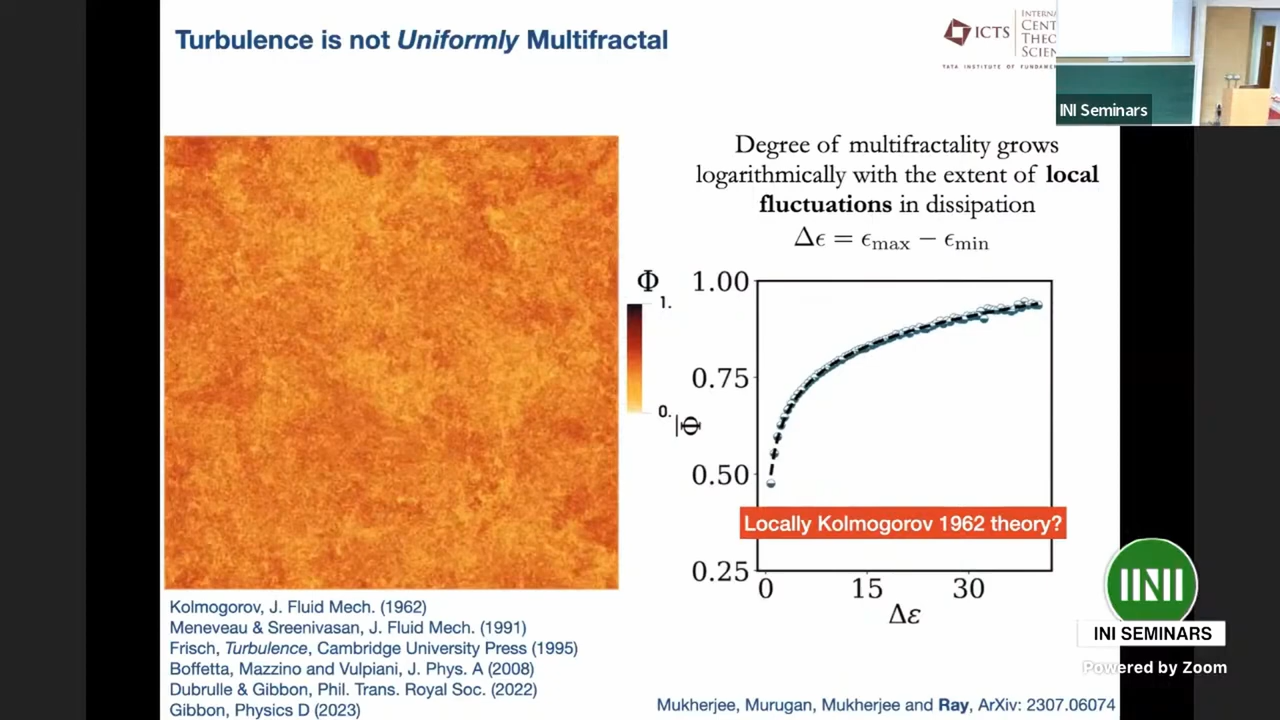 Turbulence is not Uniformly Multifractal
ICTS
INTERNA
CENT
THEO
SCIEN
TATA INSTITUTE OF FUNDAMEN
INI Seminars
Degree of multifractality grows
logarithmically with the extent of local
fluctuations in dissipation
Δϵ = ϵmax − ϵmin
Φ
1.
0.
Φ̅
1.00
0.75
0.50
0.25
Locally Kolmogorov 1962 theory?
0 15 30
Δε
Kolmogorov, J. Fluid Mech. (1962)
Meneveau & Sreenivasan, J. Fluid Mech. (1991)
Frisch, Turbulence, Cambridge University Press (1995)
Boffetta, Mazzino and Vulpiani, J. Phys. A (2008)
Dubrulle & Gibbon, Phil. Trans. Royal Soc. (2022)
Gibbon, Physics D (2023)
Mukherjee, Murugan, Mukherjee and Ray, ArXiv: 2307.06074
INI SEMINARS
Powered by Zoom